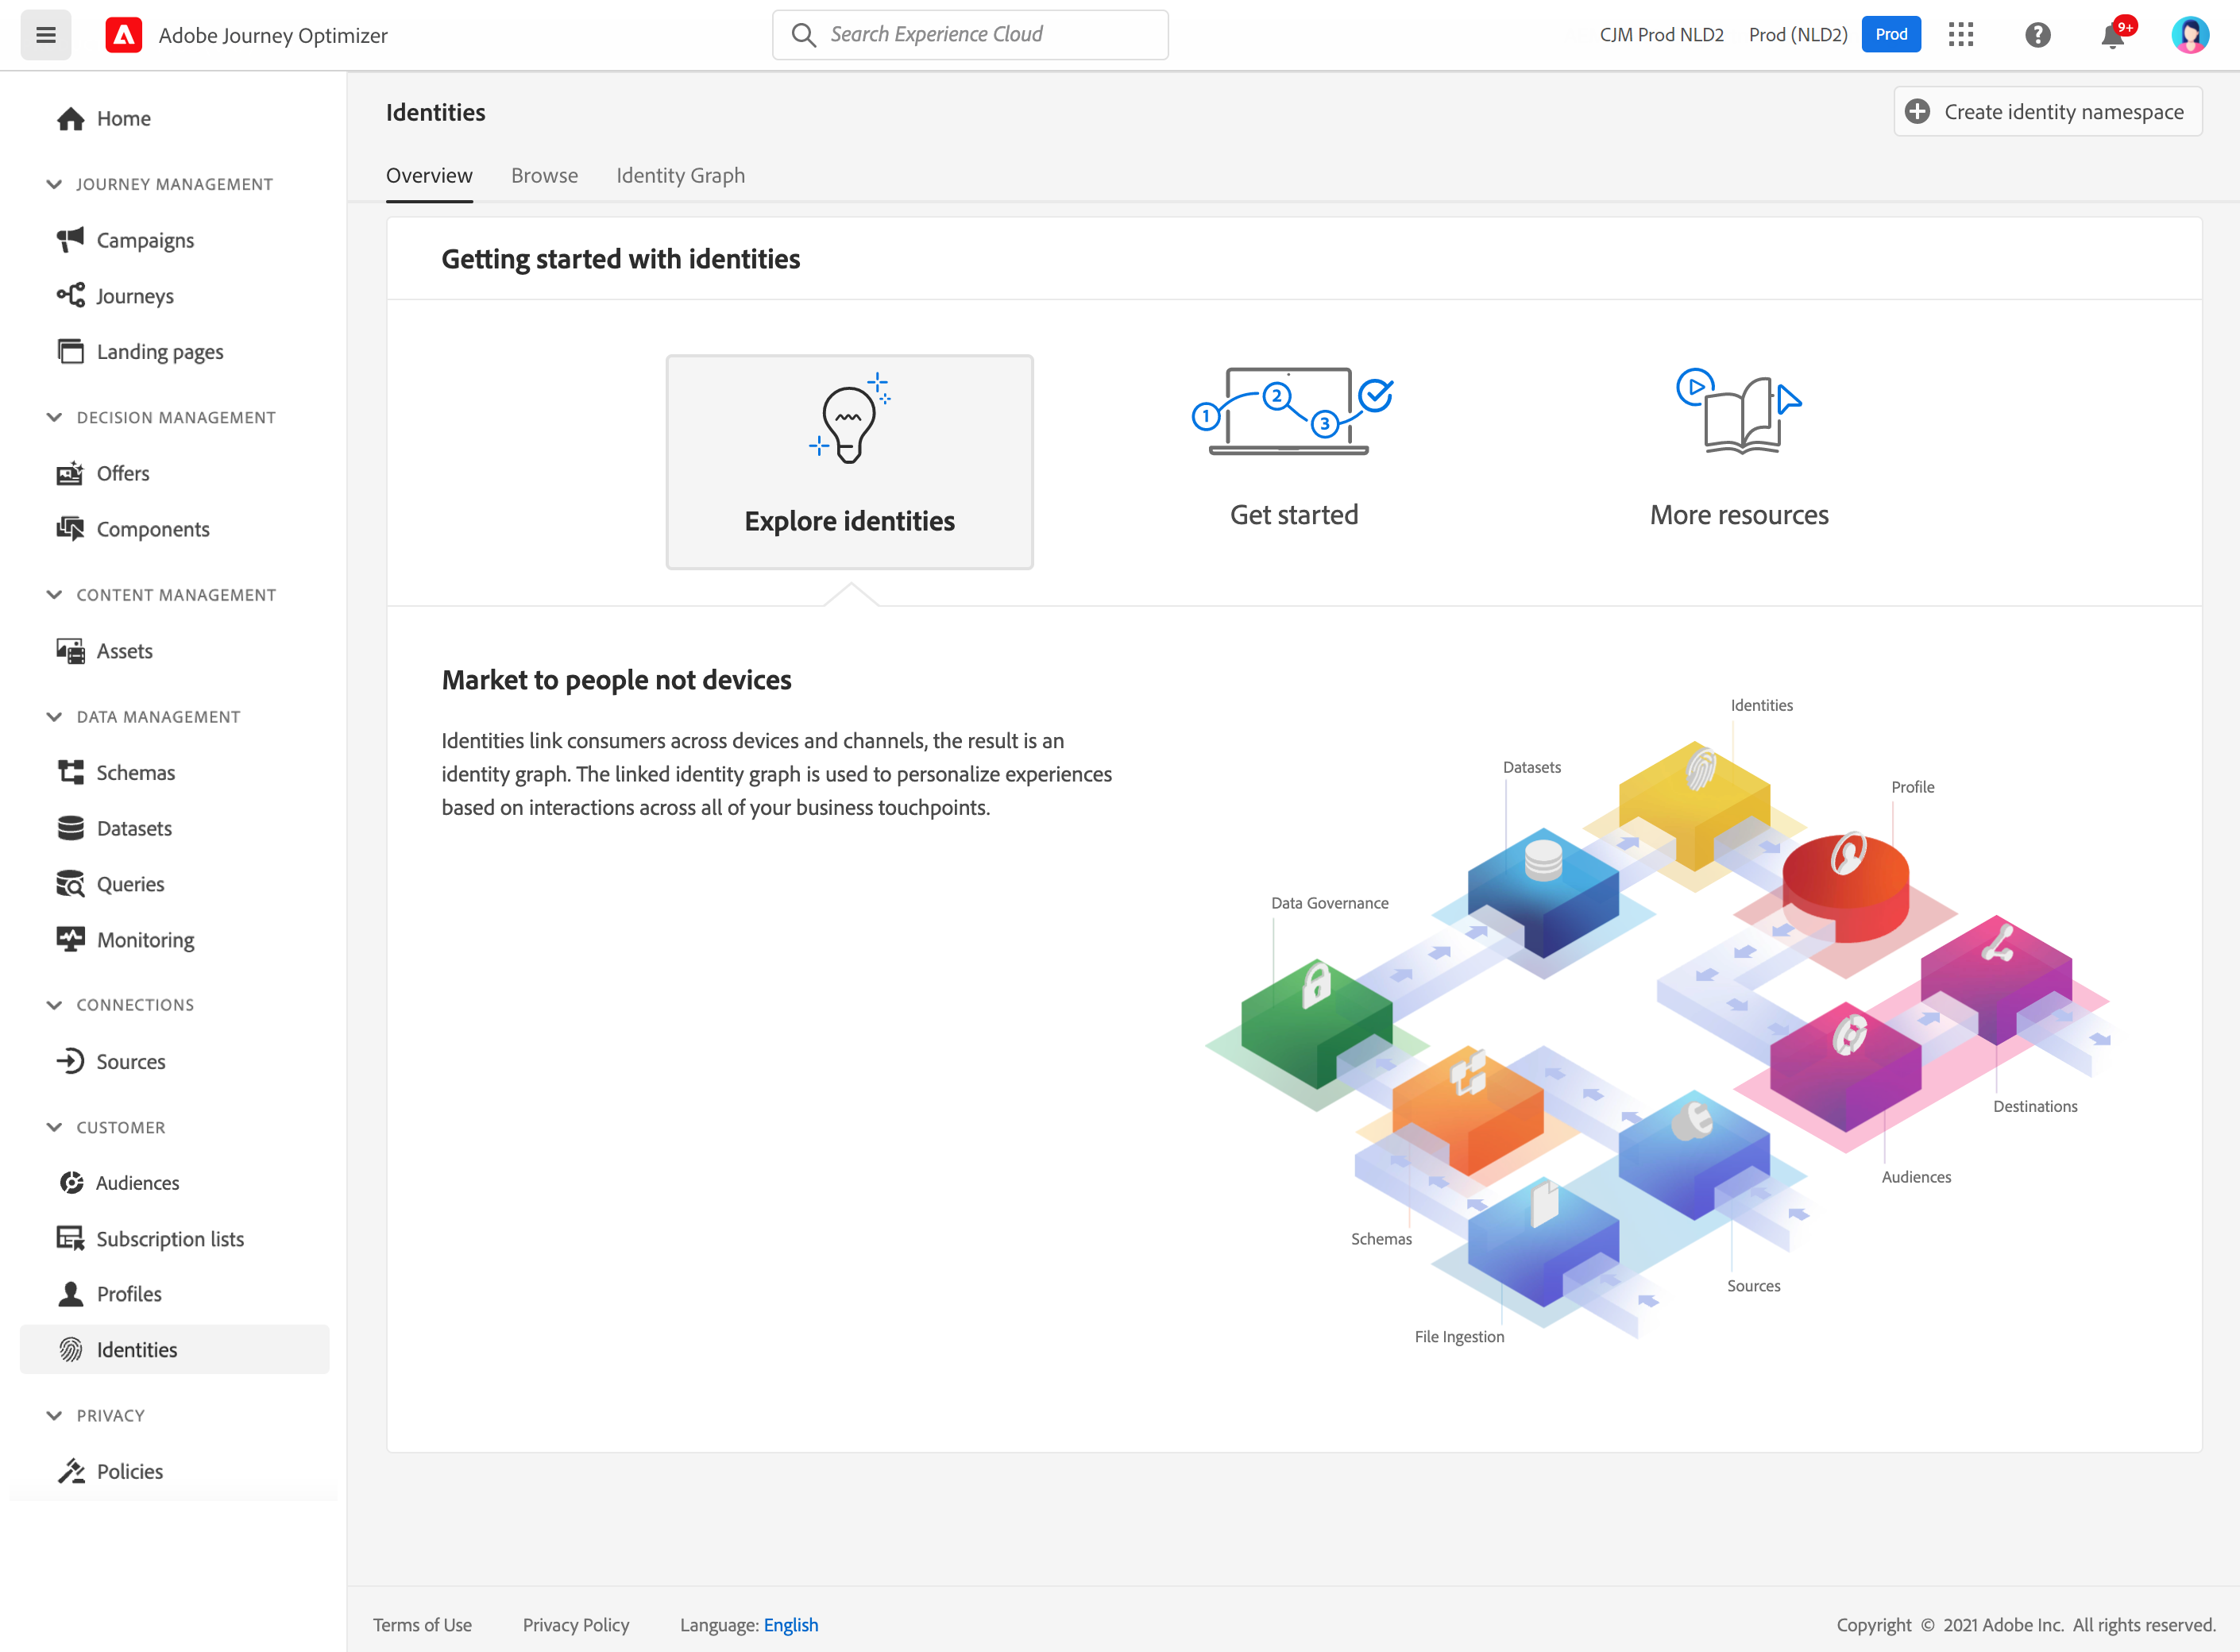 Adobe Journey Optimizer
Search Experience Cloud
CJM Prod NLD2
Prod (NLD2)
Prod
9+
Home
JOURNEY MANAGEMENT
Campaigns
Journeys
Landing pages
DECISION MANAGEMENT
Offers
Components
CONTENT MANAGEMENT
Assets
DATA MANAGEMENT
Schemas
Datasets
Queries
Monitoring
CONNECTIONS
Sources
CUSTOMER
Audiences
Subscription lists
Profiles
Identities
PRIVACY
Policies
Identities
Create identity namespace
Overview
Browse
Identity Graph
Getting started with identities
1
2
3
Explore identities
Get started
More resources
Market to people not devices
Identities link consumers across devices and channels, the result is an
identity graph. The linked identity graph is used to personalize experiences
based on interactions across all of your business touchpoints.
Identities
Datasets
Profile
Data Governance
Destinations
Audiences
Schemas
Sources
File Ingestion
Terms of Use
Privacy Policy
Language: English
Copyright © 2021 Adobe Inc. All rights reserved.